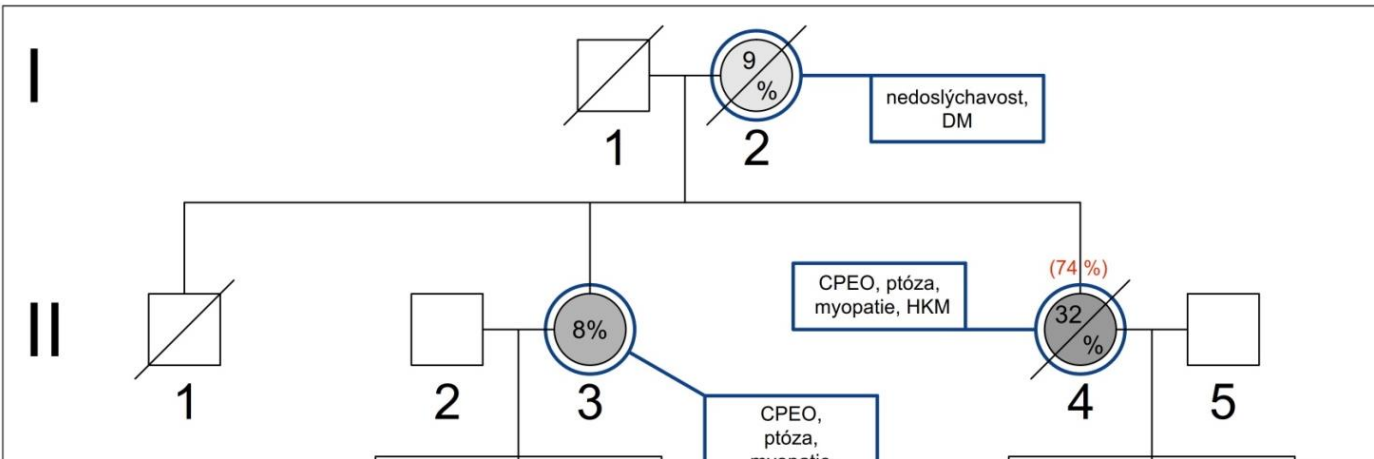 I
9
%
nedoslýchavost,
DM
1
2
(74 %)
II
CPEO, ptóza,
myopatie, HKM
8%
32
%
1
2
3
4
5
CPEO,
ptóza,
myopatie